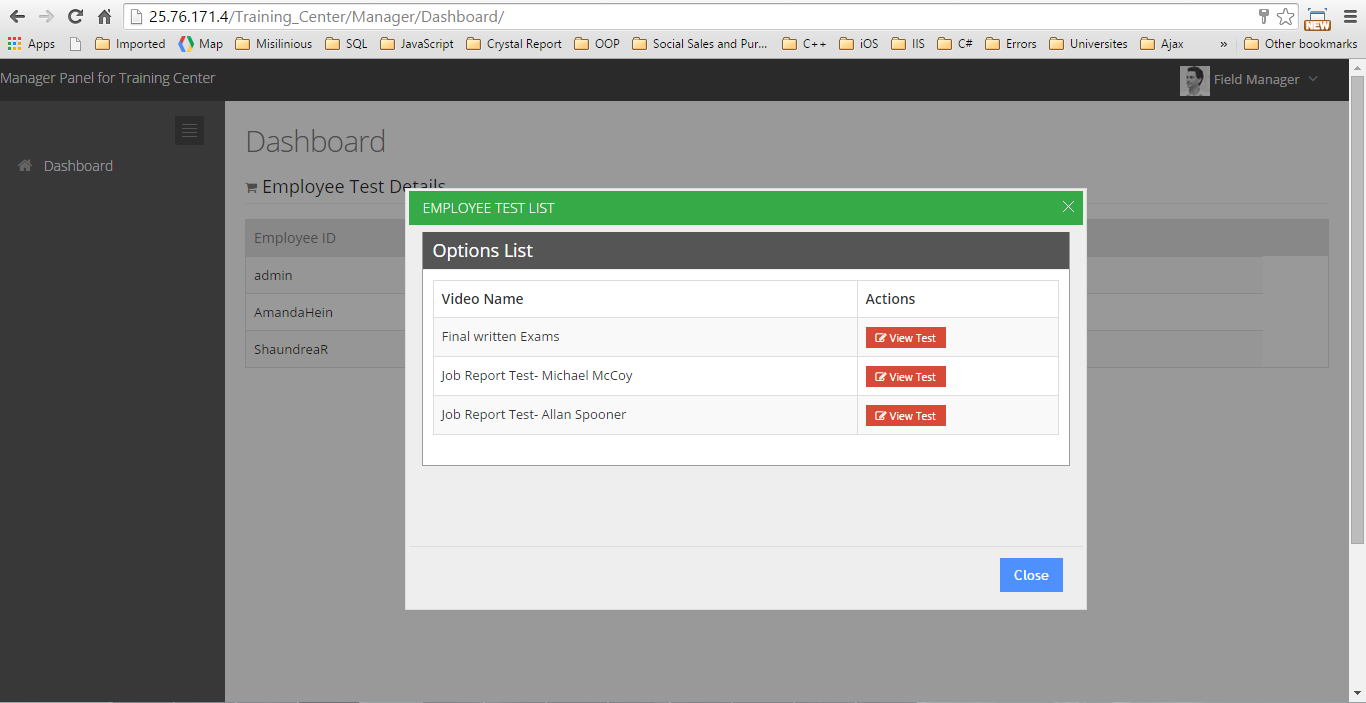 25.76.171.4/Training_Center/Manager/Dashboard/
NEW
Apps Imported Map Misilinious SQL JavaScript Crystal Report OOP Social Sales and Pur... C++ iOS IIS C# Errors Universites Ajax » Other bookmarks
Manager Panel for Training Center
Field Manager
Dashboard
Dashboard
Employee Test Details
Employee ID
admin
AmandaHein
ShaundreaR
EMPLOYEE TEST LIST
Options List
Video Name Actions
Final written Exams View Test
Job Report Test- Michael McCoy View Test
Job Report Test- Allan Spooner View Test
Close